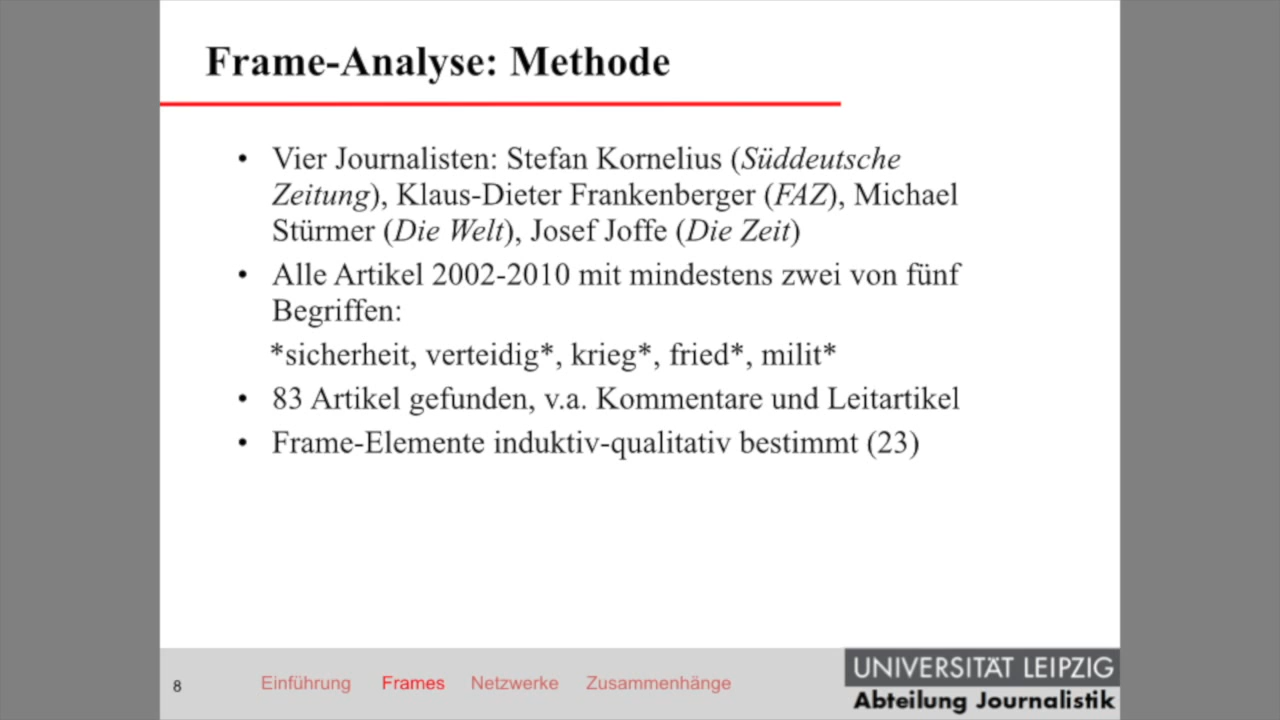 Frame-Analyse: Methode
• Vier Journalisten: Stefan Kornelius (Süddeutsche
Zeitung), Klaus-Dieter Frankenberger (FAZ), Michael
Stürmer (Die Welt), Josef Joffe (Die Zeit)
• Alle Artikel 2002-2010 mit mindestens zwei von fünf
Begriffen:
*sicherheit, verteidig*, krieg*, fried*, milit*
• 83 Artikel gefunden, v.a. Kommentare und Leitartikel
• Frame-Elemente induktiv-qualitativ bestimmt (23)
8 Einführung Frames Netzwerke Zusammenhänge
UNIVERSITÄT LEIPZIG
Abteilung Journalistik